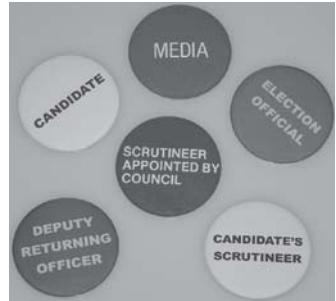 MEDIA
CANDIDATE
ELECTION
OFFICIAL
SCRUTINEER
APPOINTED BY
COUNCIL
DEPUTY
RETURNING
OFFICER
CANDIDATE'S
SCRUTINEER